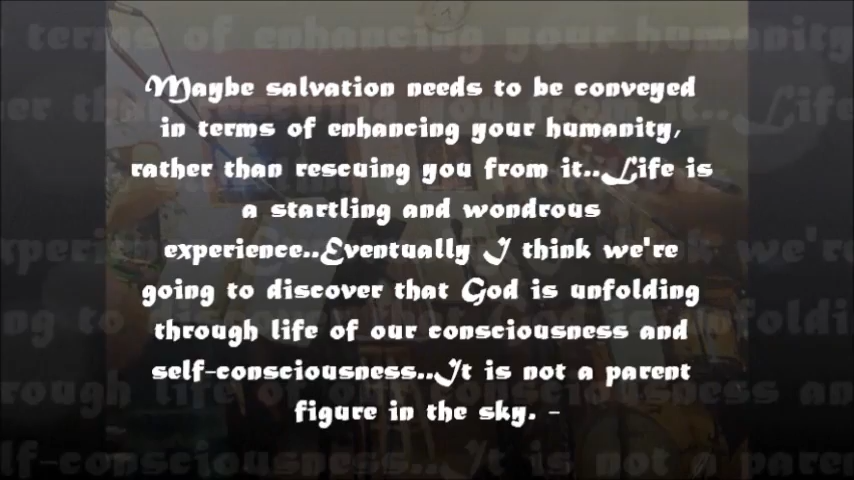 Maybe salvation needs to be conveyed
in terms of enhancing your humanity,
rather than rescuing you from it..Life is
a startling and wondrous
experience..Eventually I think we're
going to discover that God is unfolding
through life of our consciousness and
self-consciousness..It is not a parent
figure in the sky. -